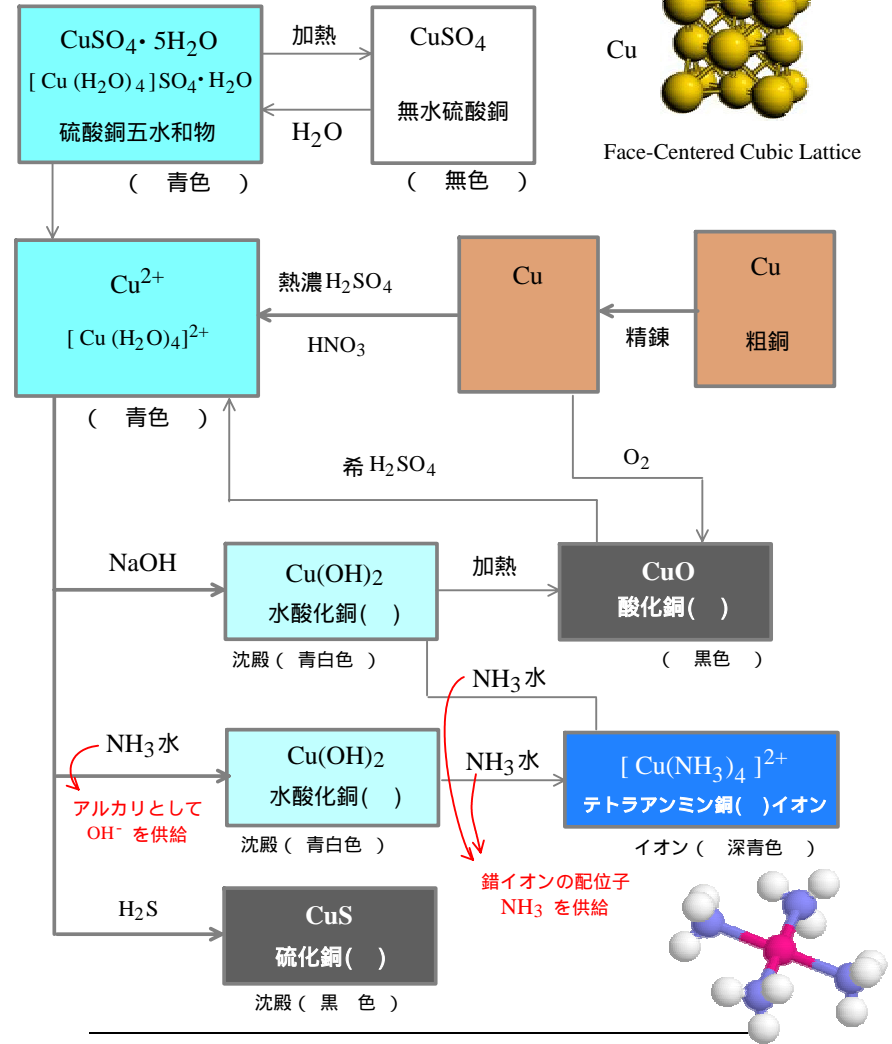 CuSO₄・5H₂O
[ Cu (H₂O) ₄ ]SO₄・H₂O
硫酸銅五水和物
( 青色 )
加熱
H₂O
CuSO₄
無水硫酸銅
( 無色 )
Cu
Face-Centered Cubic Lattice
Cu²⁺
[ Cu (H₂O)₄]²⁺
( 青色 )
熱濃H₂SO₄
HNO₃
Cu
精錬
Cu
粗銅
希 H₂SO₄
O₂
NaOH
Cu(OH)2
水酸化銅( )
沈殿 ( 青白色 )
加熱
CuO
酸化銅( )
( 黒色 )
NH₃水
NH₃水
アルカリとして
OH⁻ を供給
Cu(OH)2
水酸化銅( )
沈殿 ( 青白色 )
NH₃水
[ Cu(NH₃)₄ ]²⁺
テトラアンミン銅( )イオン
イオン ( 深青色 )
錯イオンの配位子
NH₃ を供給
H₂S
CuS
硫化銅( )
沈殿 ( 黒 色 )